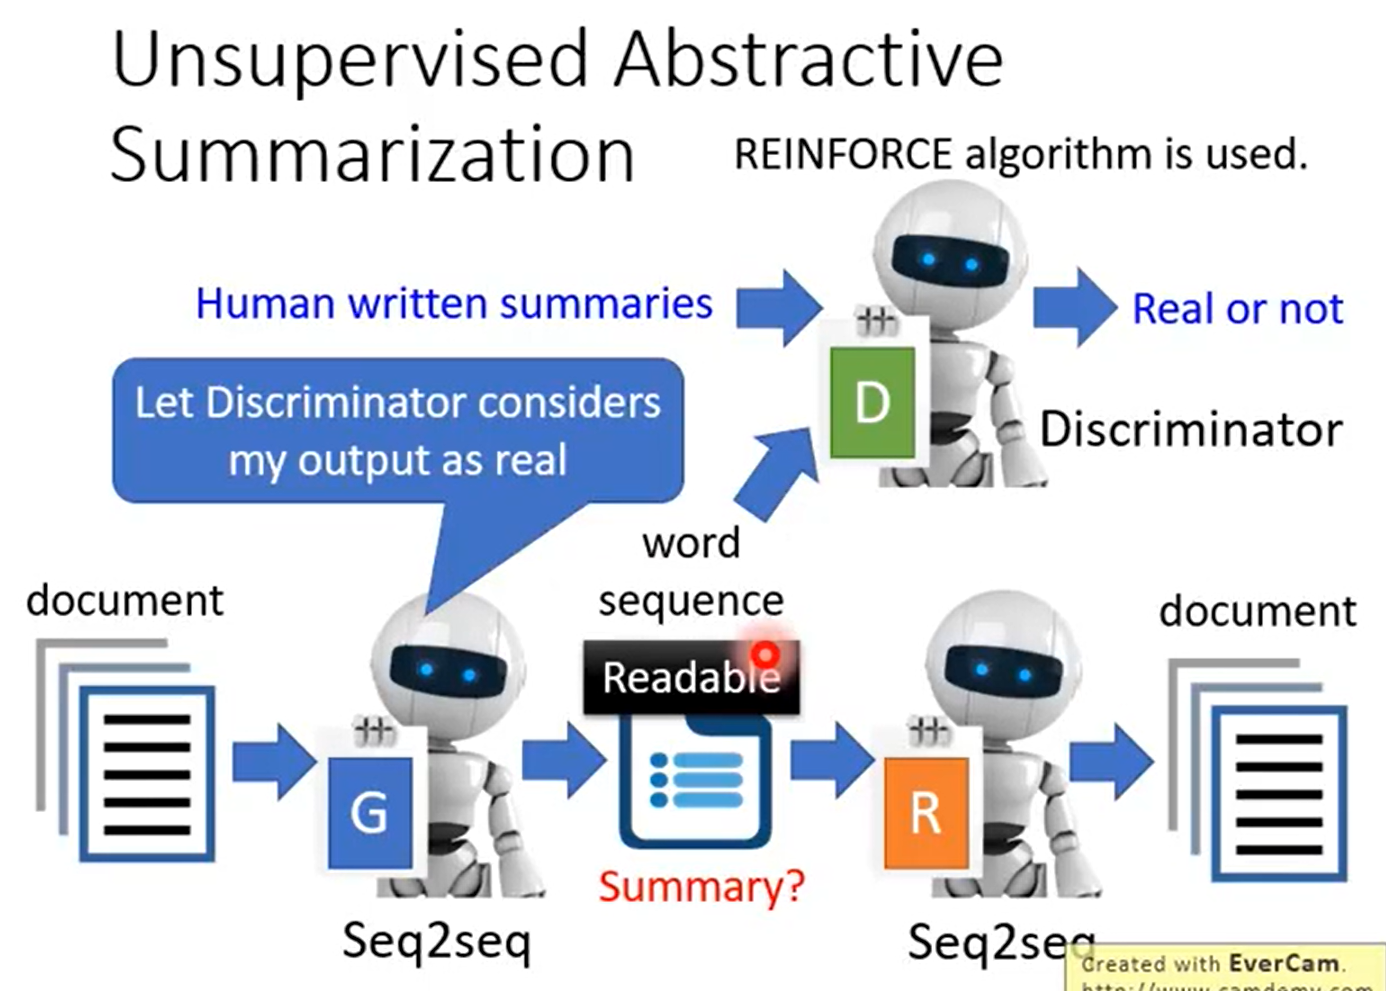 Unsupervised Abstractive
Summarization
REINFORCE algorithm is used.
Human written summaries
Real or not
D
Let Discriminator considers
my output as real
Discriminator
word
sequence
document
document
Readable
G
R
Summary?
Seq2seq
Seq2seq
Created with EverCam.
http://www.camdemy.com